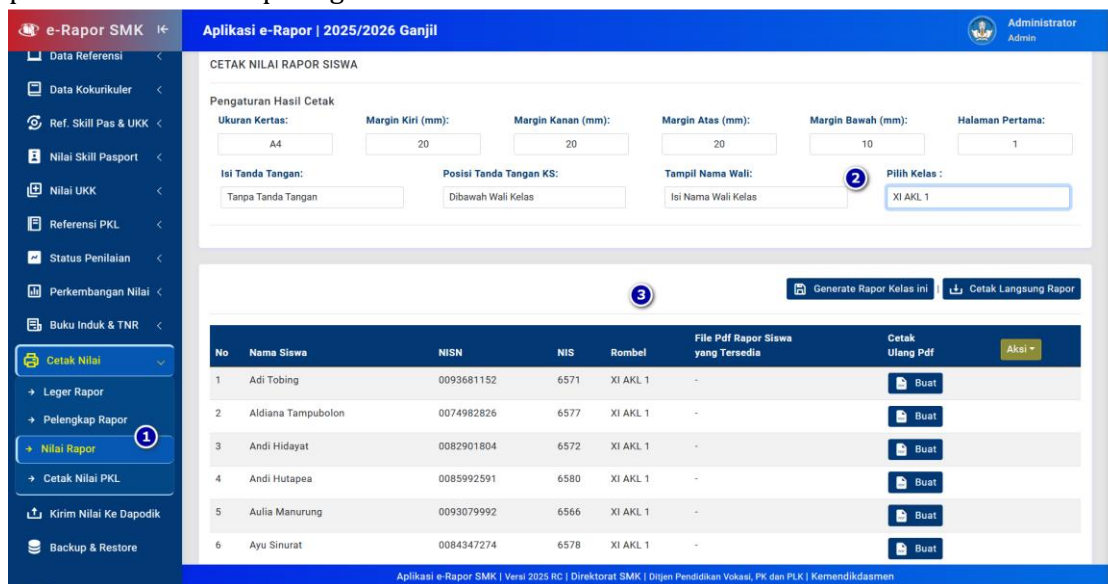 e-Rapor SMK
Aplikasi e-Rapor | 2025/2026 Ganjil
Administrator
Admin
Data Referensi
Data Kokurikuler
Ref. Skill Pas & UKK
Nilai Skill Pasport
Nilai UKK
Referensi PKL
Status Penilaian
Perkembangan Nilai
Buku Induk & TNR
Cetak Nilai
Leger Rapor
Pelengkap Rapor
1
Nilai Rapor
Cetak Nilai PKL
Kirim Nilai Ke Dapodik
Backup & Restore
CETAK NILAI RAPOR SISWA
Pengaturan Hasil Cetak
Ukuran Kertas: Margin Kiri (mm): Margin Kanan (mm): Margin Atas (mm): Margin Bawah (mm): Halaman Pertama:
A4 20 20 20 10 1
Isi Tanda Tangan: Posisi Tanda Tangan KS: Tampil Nama Wali: 2 Pilih Kelas :
Tanpa Tanda Tangan Dibawah Wali Kelas Isi Nama Wali Kelas XI AKL 1
3 Generate Rapor Kelas ini | Cetak Langsung Rapor
No Nama Siswa NISN NIS Rombel File Pdf Rapor Siswa yang Tersedia Cetak Ulang Pdf Aksi
1 Adi Tobing 0093681152 6571 XI AKL 1 - Buat
2 Aldiana Tampubolon 0074982826 6577 XI AKL 1 - Buat
3 Andi Hidayat 0082901804 6572 XI AKL 1 - Buat
4 Andi Hutapea 0085992591 6580 XI AKL 1 - Buat
5 Aulia Manurung 0093079992 6566 XI AKL 1 - Buat
6 Ayu Sinurat 0084347274 6578 XI AKL 1 - Buat
Aplikasi e-Rapor SMK | Versi 2025 RC | Direktorat SMK | Ditjen Pendidikan Vokasi, PK dan PLK | Kemendikdasmen